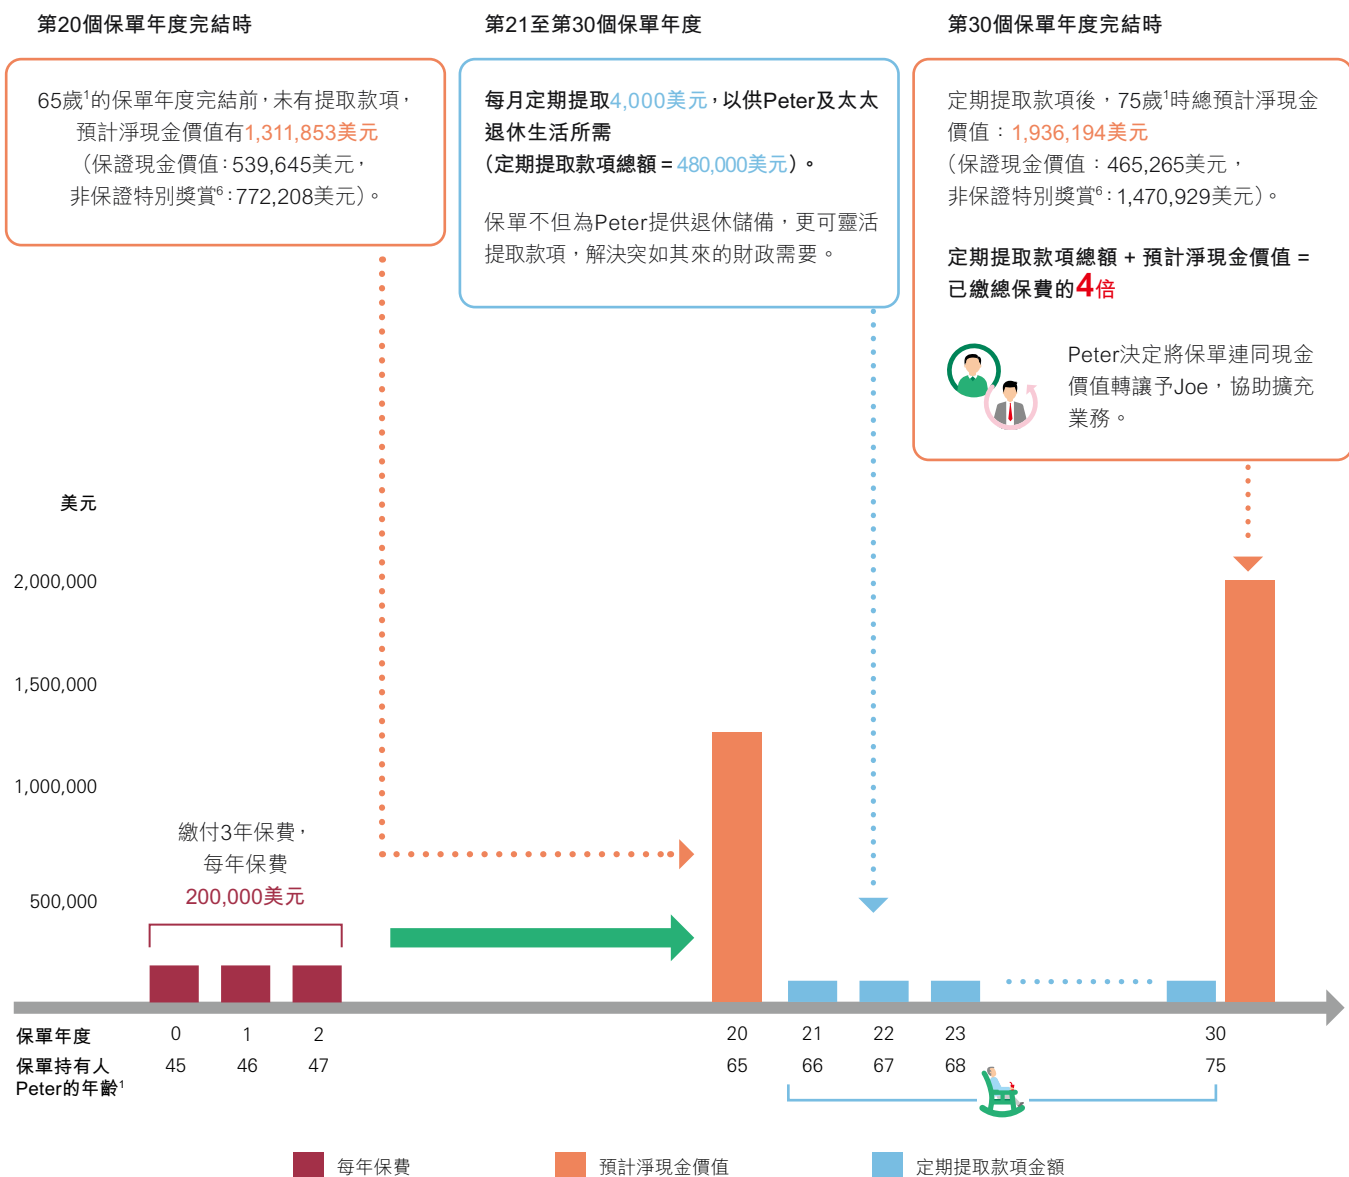 第20個保單年度完結時
65歲1的保單年度完結前，未有提取款項，
預計淨現金價值有1,311,853美元
（保證現金價值：539,645美元，
非保證特別獎賞6：772,208美元）。
第21至第30個保單年度
每月定期提取4,000美元，以供Peter及太太
退休生活所需
（定期提取款項總額 = 480,000美元）。
保單不但為Peter提供退休儲備，更可靈活
提取款項，解決突如其來的財政需要。
第30個保單年度完結時
定期提取款項後，75歲1時總預計淨現金
價值：1,936,194美元
（保證現金價值：465,265美元，
非保證特別獎賞6：1,470,929美元）。
定期提取款項總額 + 預計淨現金價值 =
已繳總保費的4倍
Peter決定將保單連同現金
價值轉讓予Joe，協助擴充
業務。
美元
2,000,000
1,500,000
1,000,000
500,000
繳付3年保費，
每年保費
200,000美元
保單年度 0 1 2 20 21 22 23 30
保單持有人 45 46 47 65 66 67 68 75
Peter的年齡1
每年保費 預計淨現金價值 定期提取款項金額